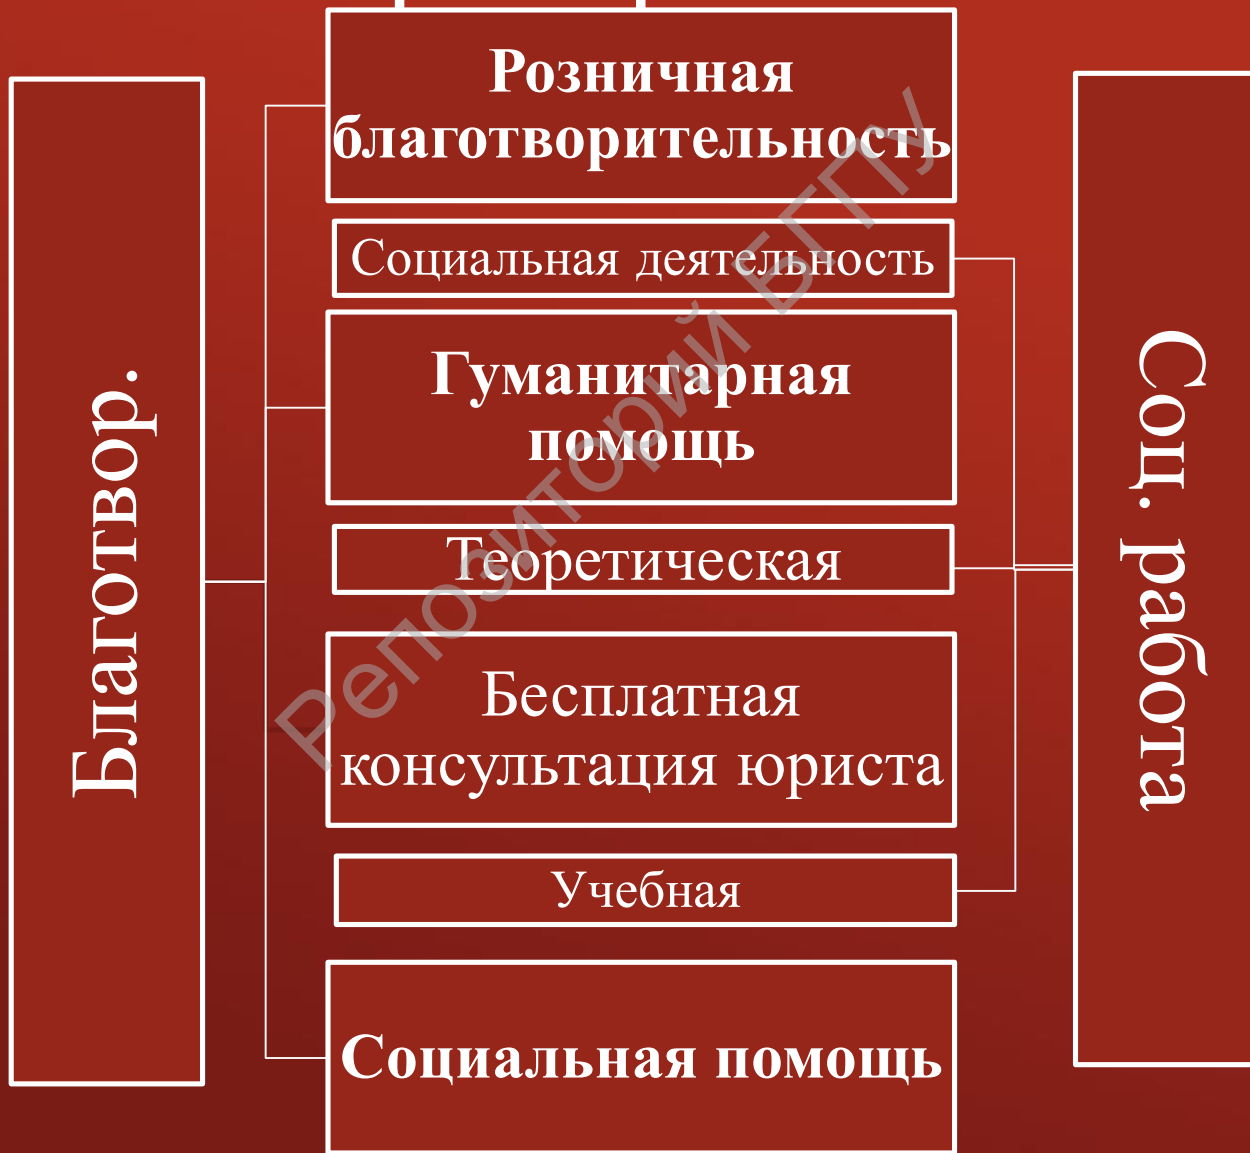 Розничная
благотворительность
Социальная деятельность
Гуманитарная
помощь
Теоретическая
Бесплатная
консультация юриста
Учебная
Социальная помощь
Благотвор.
Соц. работа
Репозиторий БГПУ